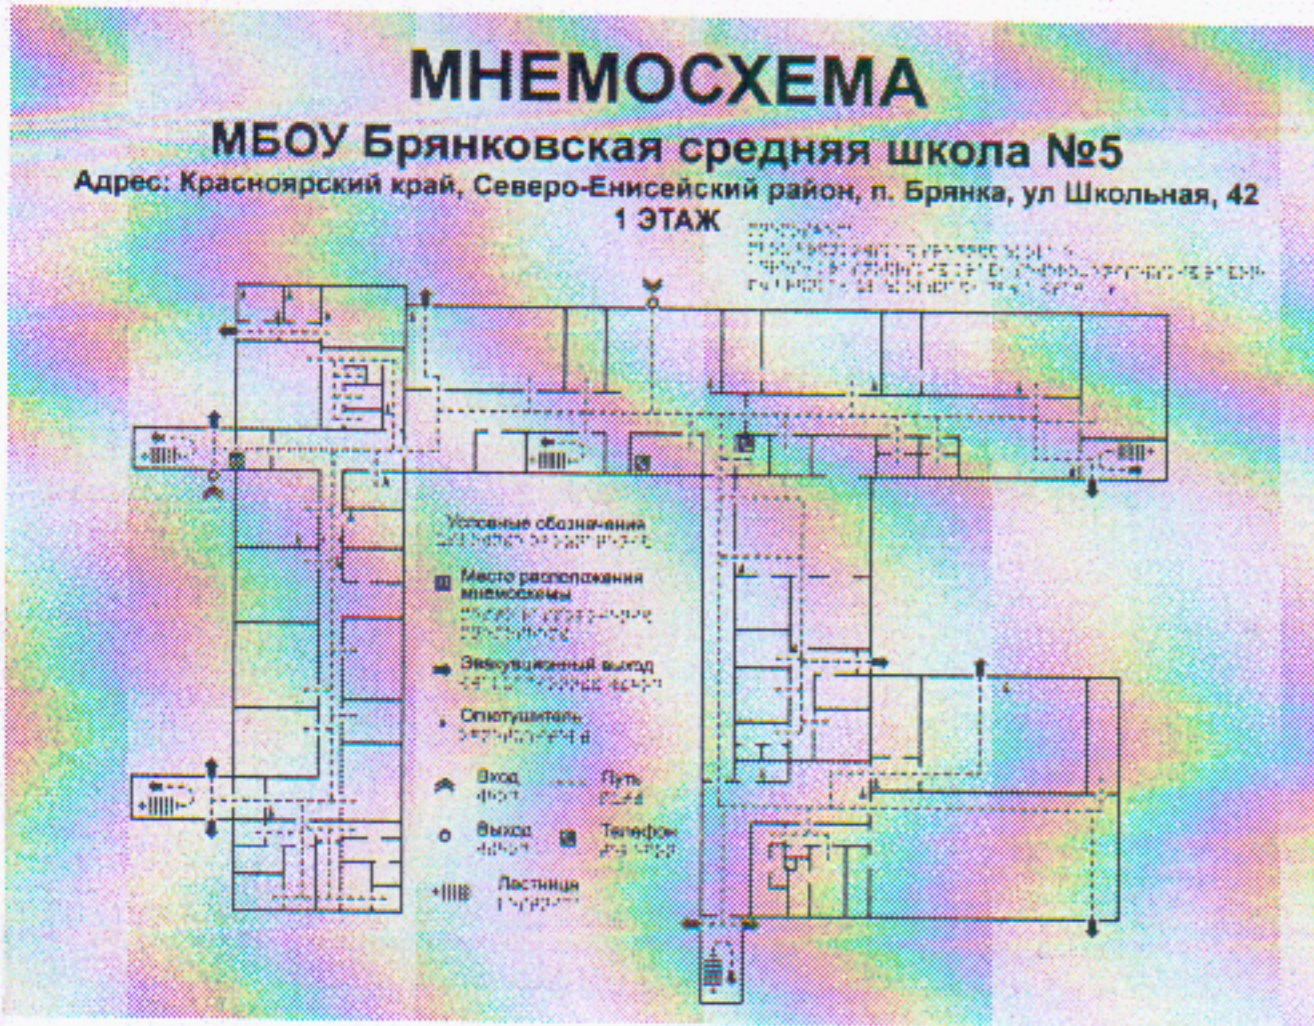 МНЕМОСХЕМА
МБОУ Брянковская средняя школа №5
Адрес: Красноярский край, Северо-Енисейский район, п. Брянка, ул Школьная, 42
1 ЭТАЖ
Условные обозначения
Место расположения
мнемосхемы
Эвакуационный выход
Огнетушитель
Вход
Путь
Выход
Телефон
Лестница